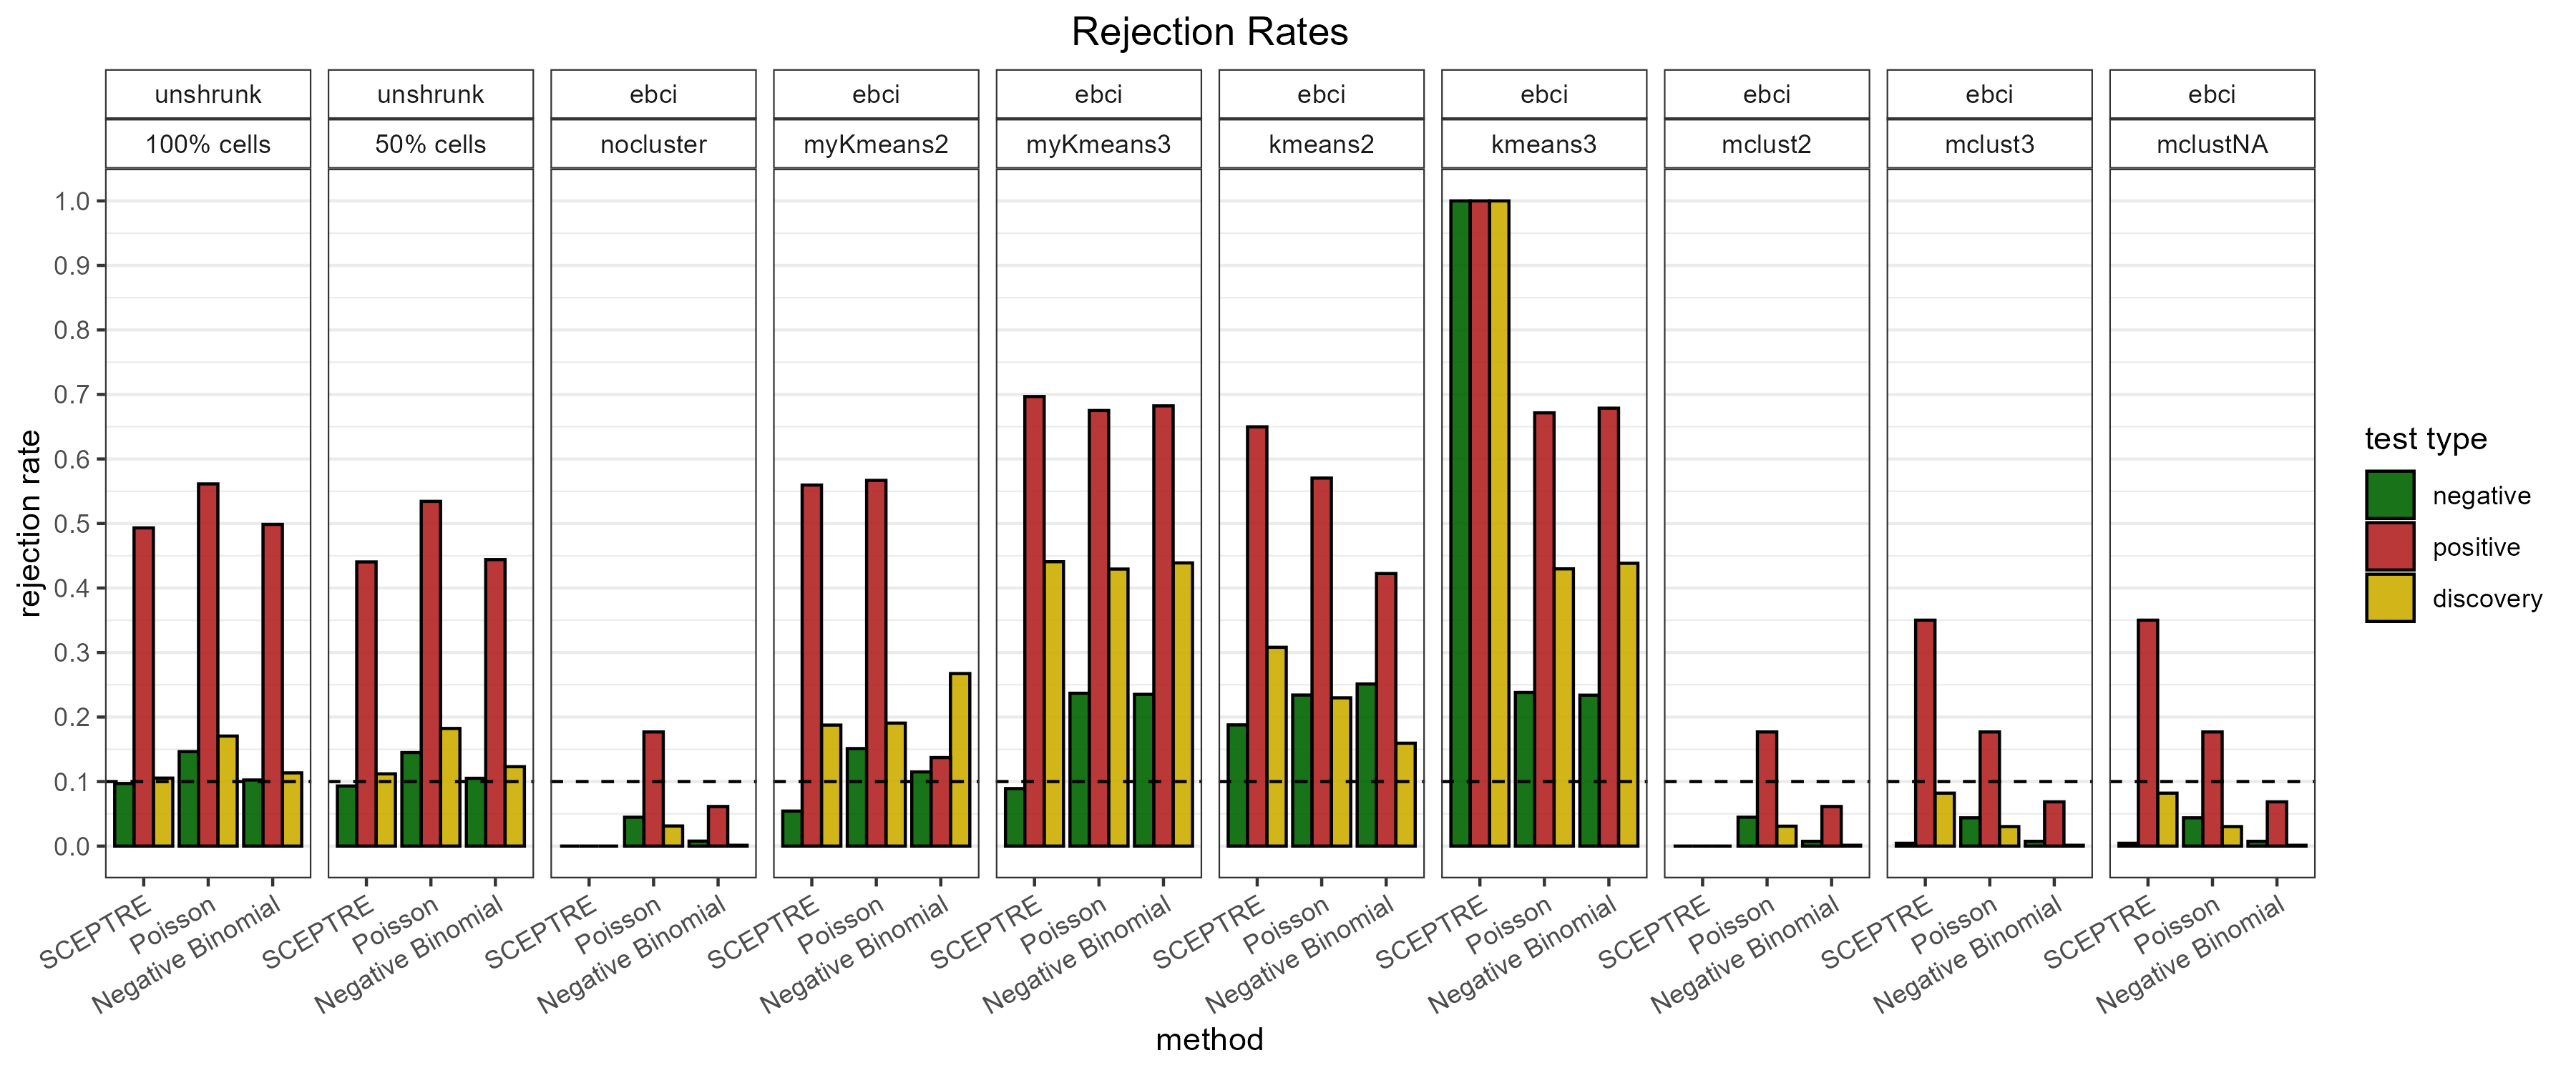 Rejection Rates
unshrunk unshrunk ebci ebci ebci ebci ebci ebci ebci ebci
100% cells 50% cells nocluster myKmeans2 myKmeans3 kmeans2 kmeans3 mclust2 mclust3 mclustNA
1.0
0.9
0.8
0.7
0.6
0.5
0.4
0.3
0.2
0.1
0.0
rejection rate
SCEPTRE Poisson Negative Binomial SCEPTRE Poisson Negative Binomial SCEPTRE Poisson Negative Binomial SCEPTRE Poisson Negative Binomial SCEPTRE Poisson Negative Binomial SCEPTRE Poisson Negative Binomial SCEPTRE Poisson Negative Binomial SCEPTRE Poisson Negative Binomial SCEPTRE Poisson Negative Binomial SCEPTRE Poisson Negative Binomial
method
test type
negative
positive
discovery